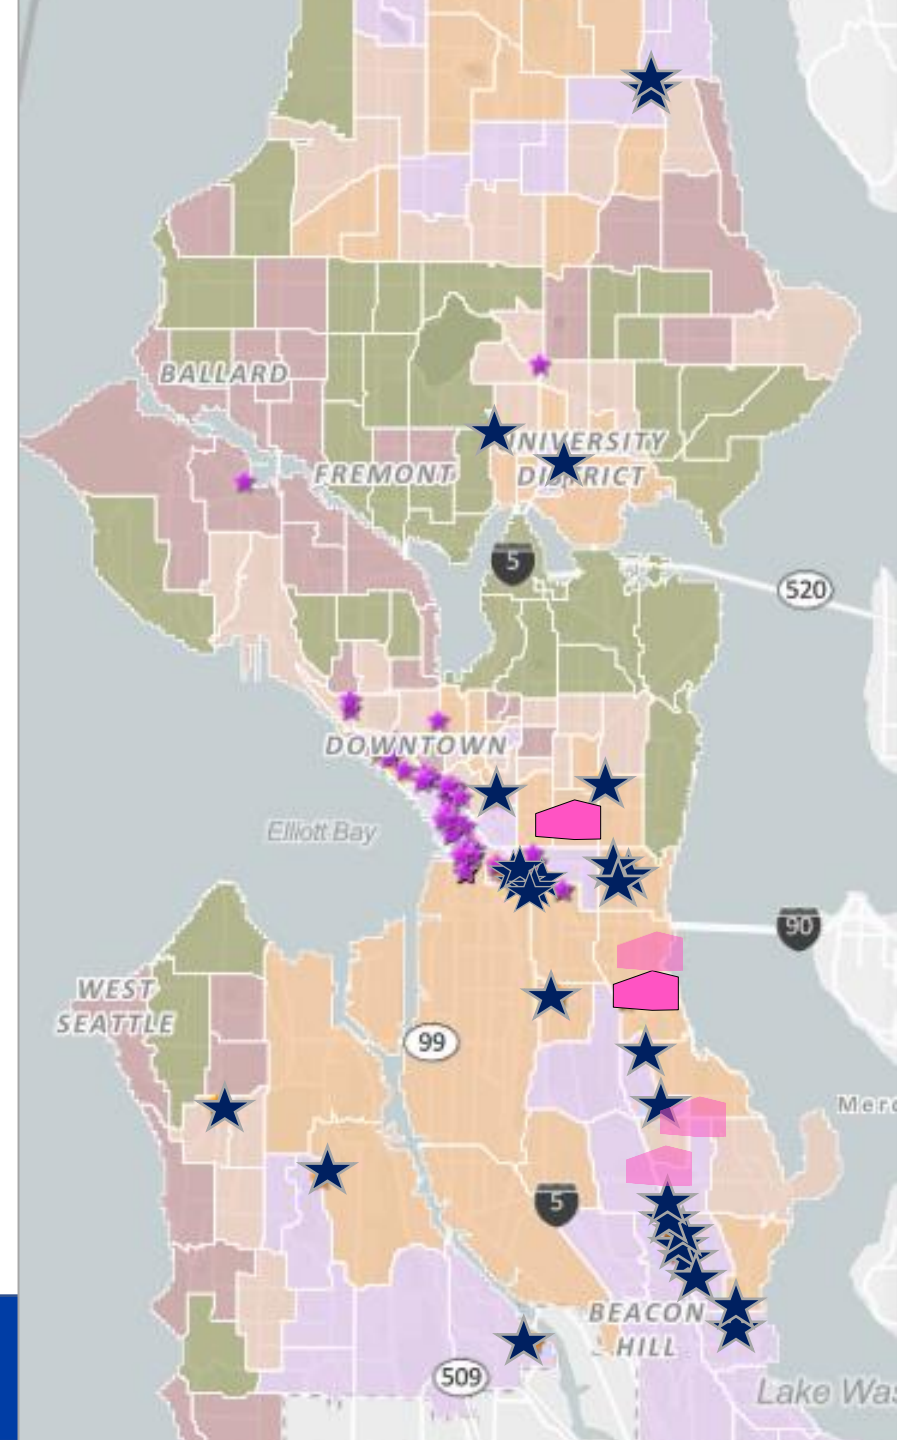 BALLARD
UNIVERSITY
DISTRICT
FREMONT
5
520
DOWNTOWN
Elliott Bay
90
WEST
SEATTLE
99
Merc
5
BEACON
HILL
509
Lake Was